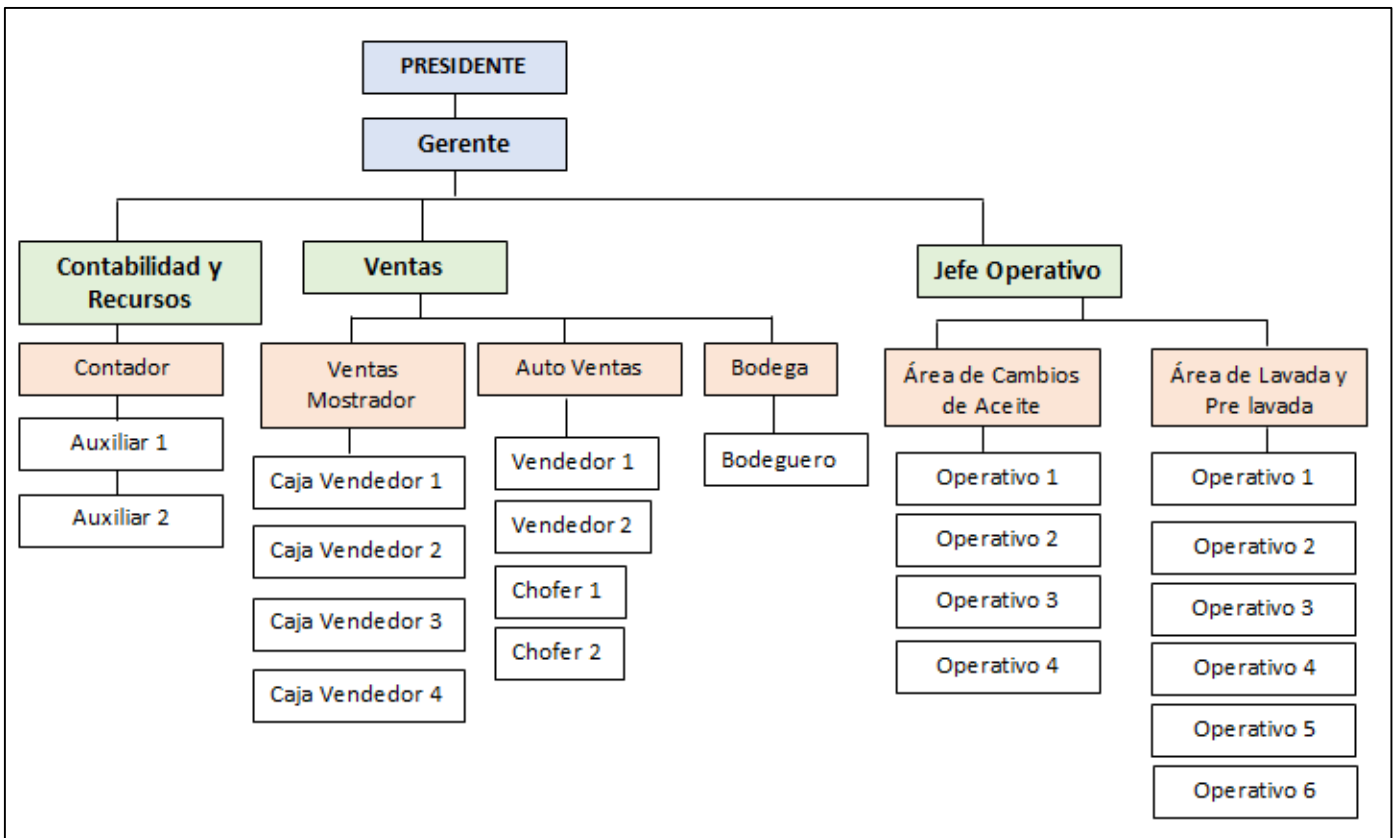 PRESIDENTE
Gerente
Contabilidad y
Recursos
Ventas
Jefe Operativo
Contador
Ventas
Mostrador
Auto Ventas
Bodega
Área de Cambios
de Aceite
Área de Lavada y
Pre lavada
Auxiliar 1
Auxiliar 2
Caja Vendedor 1
Caja Vendedor 2
Caja Vendedor 3
Caja Vendedor 4
Vendedor 1
Vendedor 2
Chofer 1
Chofer 2
Bodeguero
Operativo 1
Operativo 2
Operativo 3
Operativo 4
Operativo 1
Operativo 2
Operativo 3
Operativo 4
Operativo 5
Operativo 6